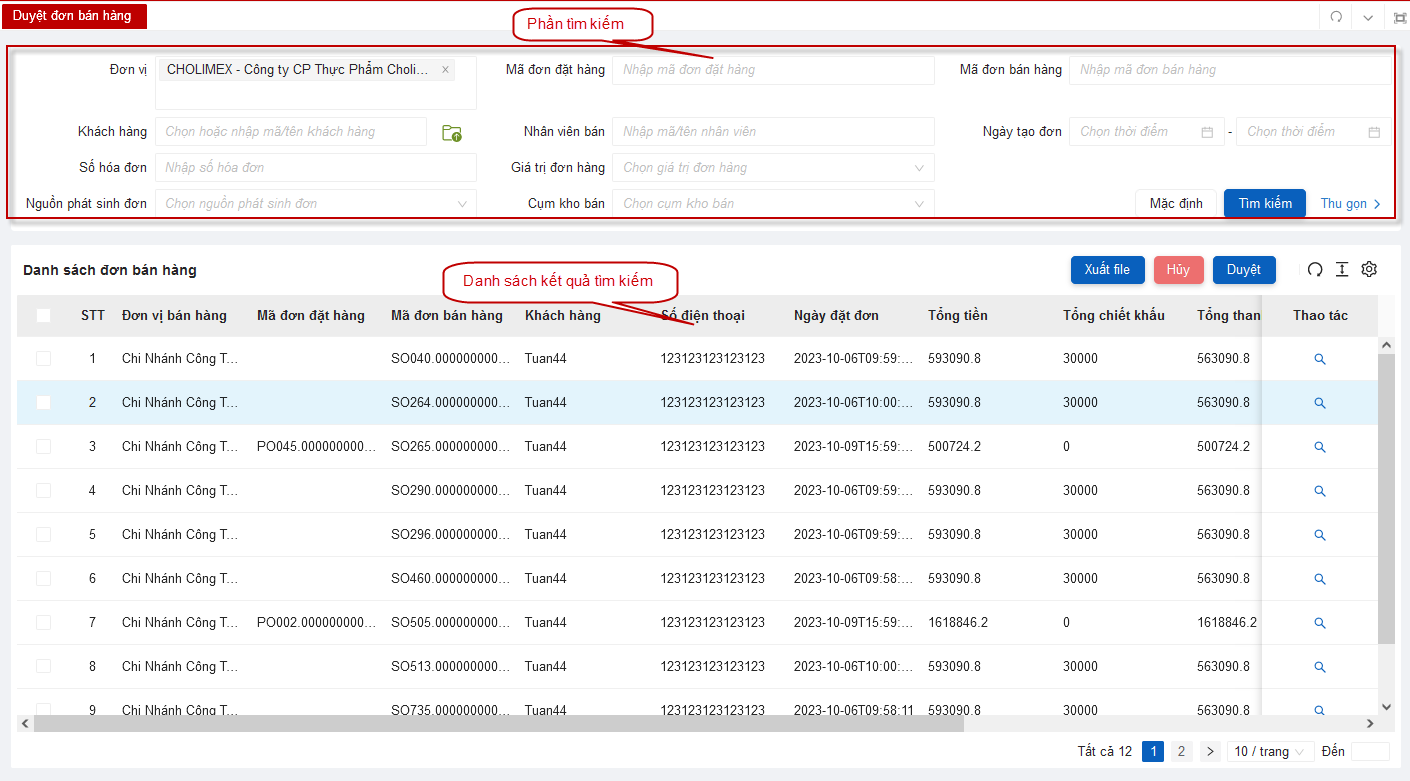 Duyệt đơn bán hàng
Phần tìm kiếm
Đơn vị CHOLIMEX - Công ty CP Thực Phẩm Choli... × Mã đơn đặt hàng Nhập mã đơn đặt hàng Mã đơn bán hàng Nhập mã đơn bán hàng
Khách hàng Chọn hoặc nhập mã/tên khách hàng Nhân viên bán Nhập mã/tên nhân viên Ngày tạo đơn Chọn thời điểm - Chọn thời điểm
Số hóa đơn Nhập số hóa đơn Giá trị đơn hàng Chọn giá trị đơn hàng
Nguồn phát sinh đơn Chọn nguồn phát sinh đơn Cụm kho bán Chọn cụm kho bán Mặc định Tìm kiếm Thu gọn
Danh sách đơn bán hàng Xuất file Hủy Duyệt
Danh sách kết quả tìm kiếm
STT Đơn vị bán hàng Mã đơn đặt hàng Mã đơn bán hàng Khách hàng Số điện thoại Ngày đặt đơn Tổng tiền Tổng chiết khấu Tổng than Thao tác
1 Chi Nhánh Công T... SO040.000000000... Tuan44 123123123123123 2023-10-06T09:59:... 593090.8 30000 563090.8
2 Chi Nhánh Công T... SO264.000000000... Tuan44 123123123123123 2023-10-06T10:00:... 593090.8 30000 563090.8
3 Chi Nhánh Công T... PO045.000000000... SO265.000000000... Tuan44 123123123123123 2023-10-09T15:59:... 500724.2 0 500724.2
4 Chi Nhánh Công T... SO290.000000000... Tuan44 123123123123123 2023-10-06T09:59:... 593090.8 30000 563090.8
5 Chi Nhánh Công T... SO296.000000000... Tuan44 123123123123123 2023-10-06T09:59:... 593090.8 30000 563090.8
6 Chi Nhánh Công T... SO460.000000000... Tuan44 123123123123123 2023-10-06T09:58:... 593090.8 30000 563090.8
7 Chi Nhánh Công T... PO002.000000000... SO505.000000000... Tuan44 123123123123123 2023-10-09T15:59:... 1618846.2 0 1618846.2
8 Chi Nhánh Công T... SO513.000000000... Tuan44 123123123123123 2023-10-06T10:00:... 593090.8 30000 563090.8
9 Chi Nhánh Công T... SO735.000000000... Tuan44 123123123123123 2023-10-06T09:58:11 593090.8 30000 563090.8
Tất cả 12 1 2 > 10 / trang Đến